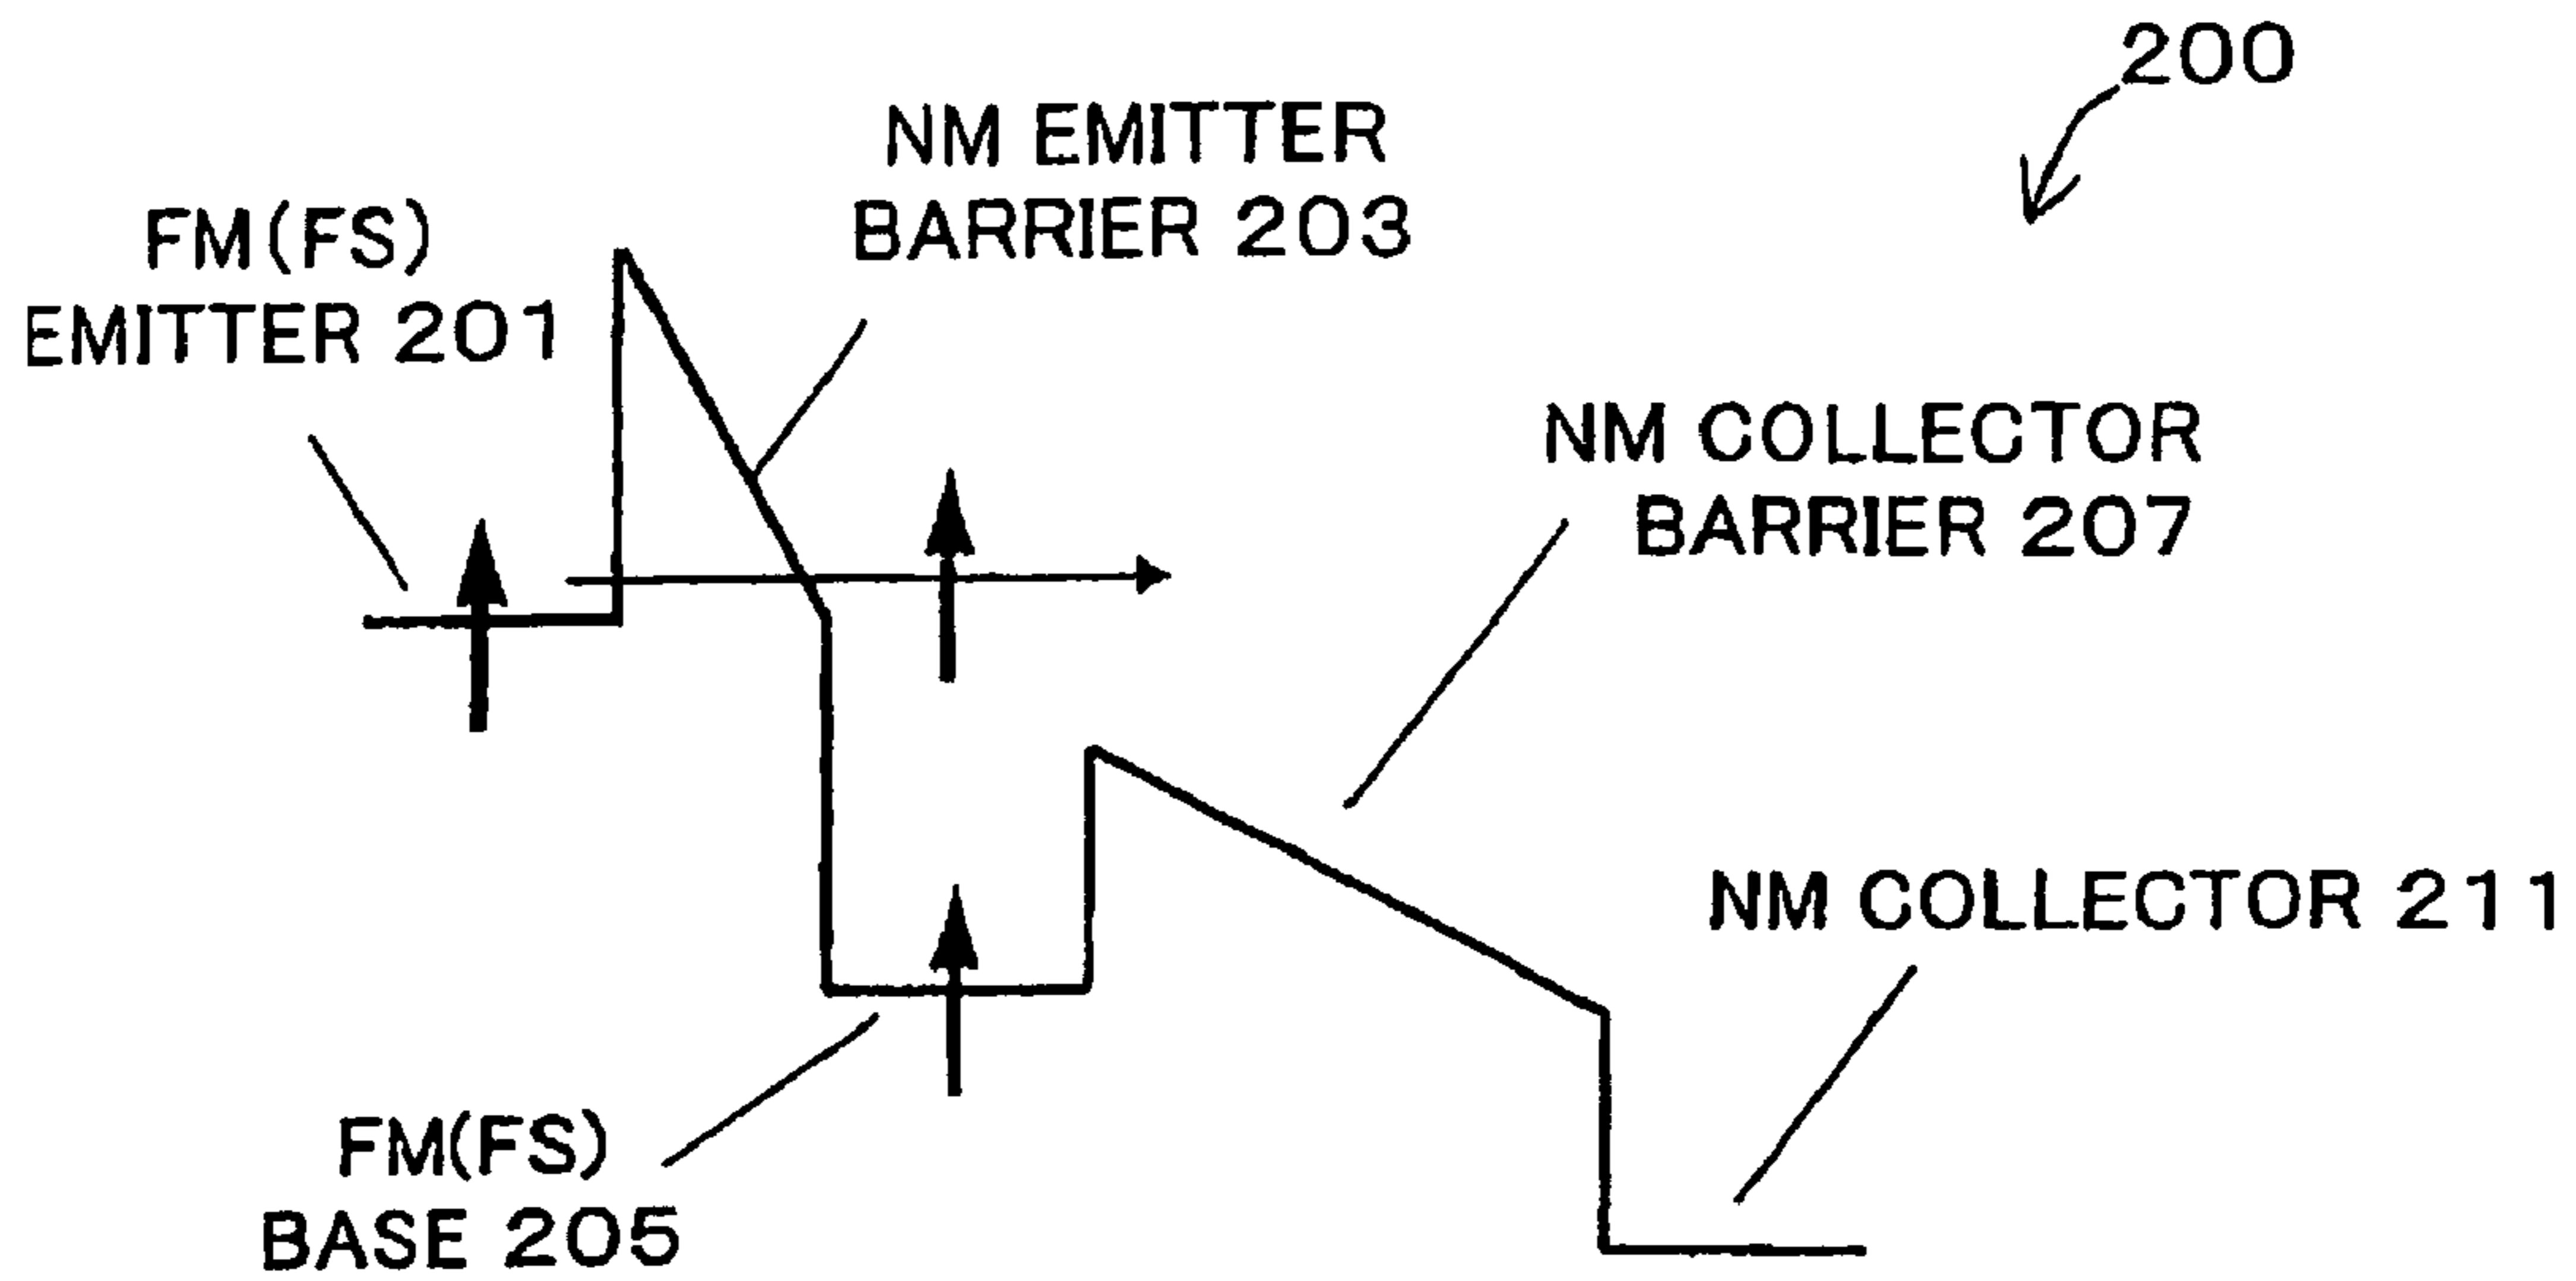 200
NM EMITTER
BARRIER 203
FM(FS)
EMITTER 201
NM COLLECTOR
BARRIER 207
NM COLLECTOR 211
FM(FS)
BASE 205